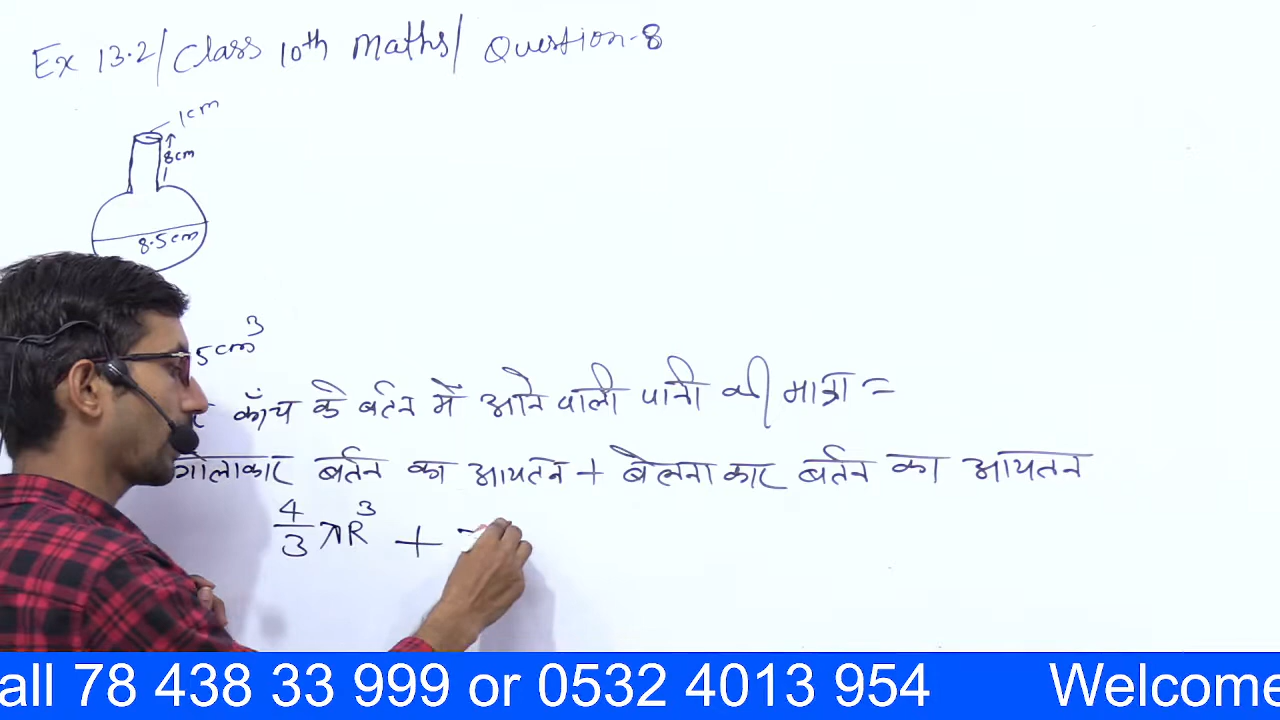 Ex 13.2/Class 10th Maths/ Question-8
1cm
8cm
8.5cm
5cm³
काँच के बर्तन में आने वाली पानी की मात्रा =
गोलाकार बर्तन का आयतन + बेलनाकार बर्तन का आयतन
4/3 πR³ +
all 78 438 33 999 or 0532 4013 954 Welcome